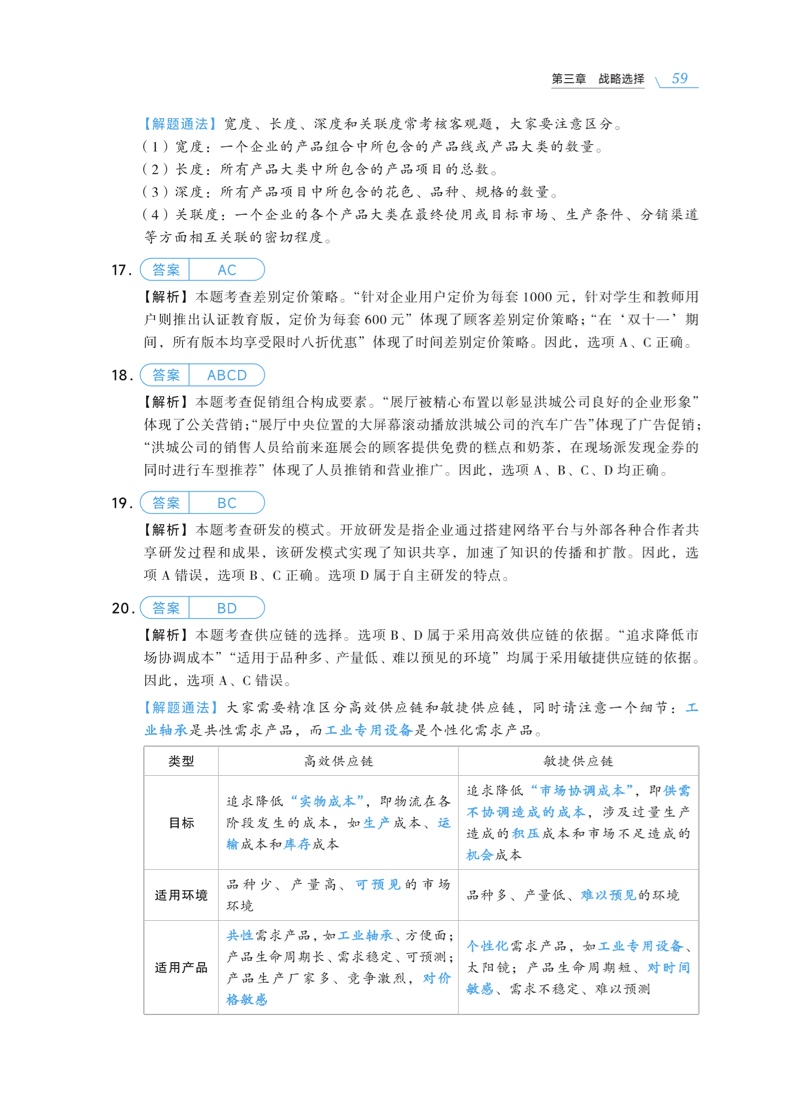 第三章 战略选择 59
【解题通法】宽度、长度、深度和关联度常考核客观题，大家要注意区分。
（1）宽度：一个企业的产品组合中所包含的产品线或产品大类的数量。
（2）长度：所有产品大类中所包含的产品项目的总数。
（3）深度：所有产品项目中所包含的花色、品种、规格的数量。
（4）关联度：一个企业的各个产品大类在最终使用或目标市场、生产条件、分销渠道
等方面相互关联的密切程度。
17. 答案 AC
【解析】本题考查差别定价策略。“针对企业用户定价为每套 1000 元，针对学生和教师用
户则推出认证教育版，定价为每套 600 元”体现了顾客差别定价策略；“在‘双十一’期
间，所有版本均享受限时八折优惠”体现了时间差别定价策略。因此，选项 A、C 正确。
18. 答案 ABCD
【解析】本题考查促销组合构成要素。“展厅被精心布置以彰显洪城公司良好的企业形象”
体现了公关营销；“展厅中央位置的大屏幕滚动播放洪城公司的汽车广告”体现了广告促销；
“洪城公司的销售人员给前来逛展会的顾客提供免费的糕点和奶茶，在现场派发现金券的
同时进行车型推荐”体现了人员推销和营业推广。因此，选项 A、B、C、D 均正确。
19. 答案 BC
【解析】本题考查研发的模式。开放研发是指企业通过搭建网络平台与外部各种合作者共
享研发过程和成果，该研发模式实现了知识共享，加速了知识的传播和扩散。因此，选
项 A 错误，选项 B、C 正确。选项 D 属于自主研发的特点。
20. 答案 BD
【解析】本题考查供应链的选择。选项 B、D 属于采用高效供应链的依据。“追求降低市
场协调成本”“适用于品种多、产量低、难以预见的环境”均属于采用敏捷供应链的依据。
因此，选项 A、C 错误。
【解题通法】大家需要精准区分高效供应链和敏捷供应链，同时请注意一个细节：工
业轴承是共性需求产品，而工业专用设备是个性化需求产品。
类型 高效供应链 敏捷供应链
目标
追求降低“实物成本”，即物流在各
阶段发生的成本，如生产成本、运
输成本和库存成本
追求降低“市场协调成本”，即供需
不协调造成的成本，涉及过量生产
造成的积压成本和市场不足造成的
机会成本
适用环境
品种少、产量高、可预见的市场
环境
品种多、产量低、难以预见的环境
适用产品
共性需求产品，如工业轴承、方便面；
产品生命周期长、需求稳定、可预测；
产品生产厂家多、竞争激烈，对价
格敏感
个性化需求产品，如工业专用设备、
太阳镜；产品生命周期短、对时间
敏感、需求不稳定、难以预测